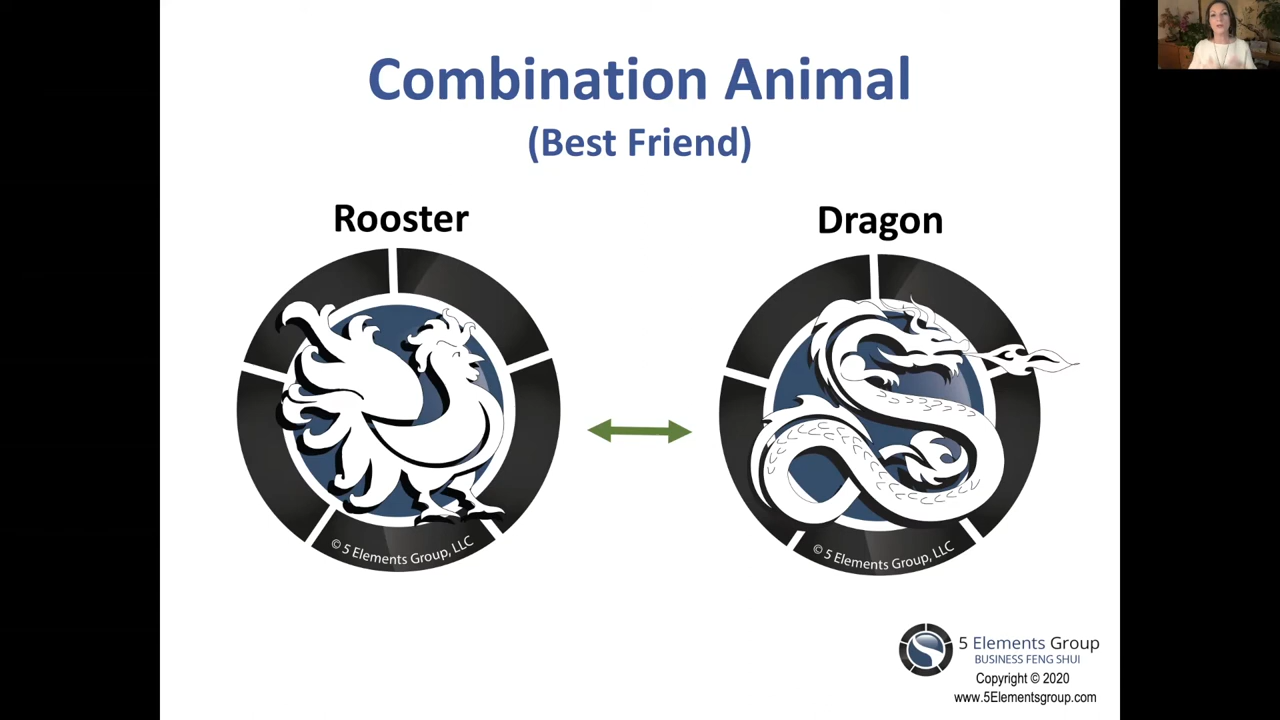 Combination Animal
(Best Friend)
Rooster
Dragon
© 5 Elements Group, LLC
© 5 Elements Group, LLC
5 Elements Group
BUSINESS FENG SHUI
Copyright © 2020
www.5Elementsgroup.com